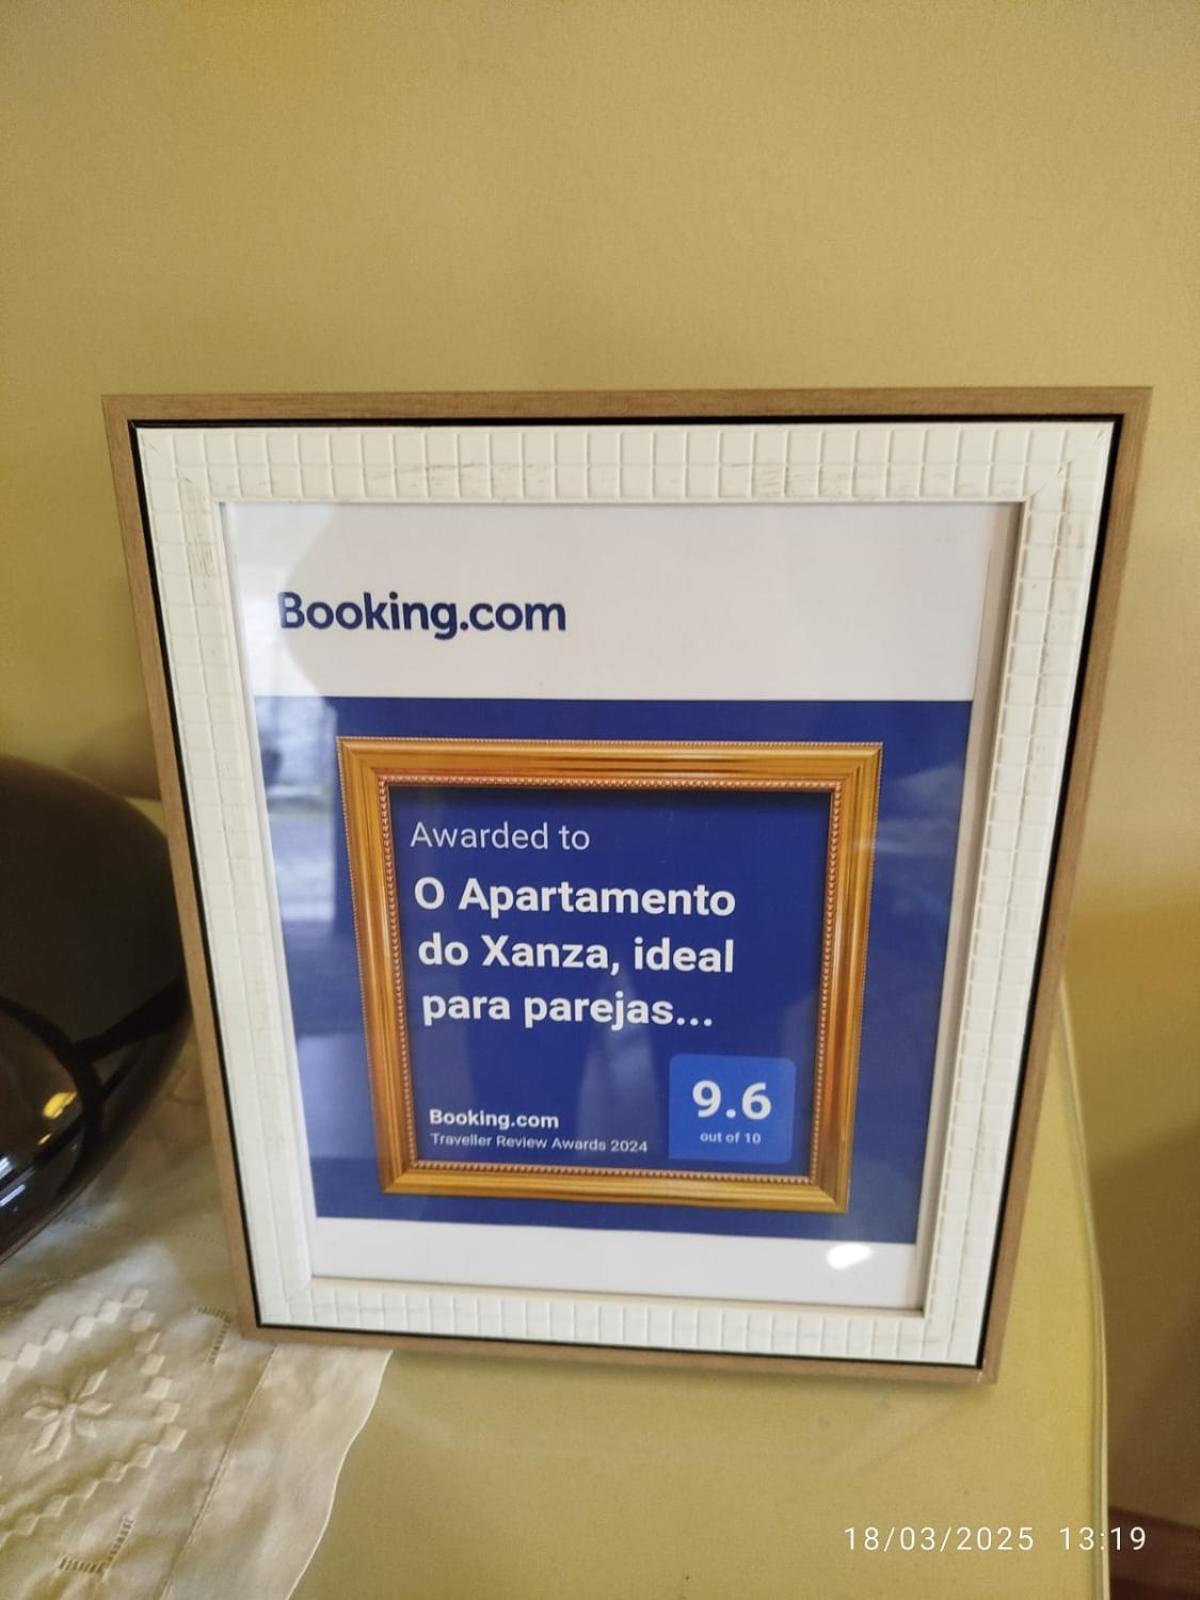 Booking.com
Awarded to
O Apartamento
do Xanza, ideal
para parejas...
9.6
out of 10
Booking.com
Traveller Review Awards 2024
18/03/2025 13:19